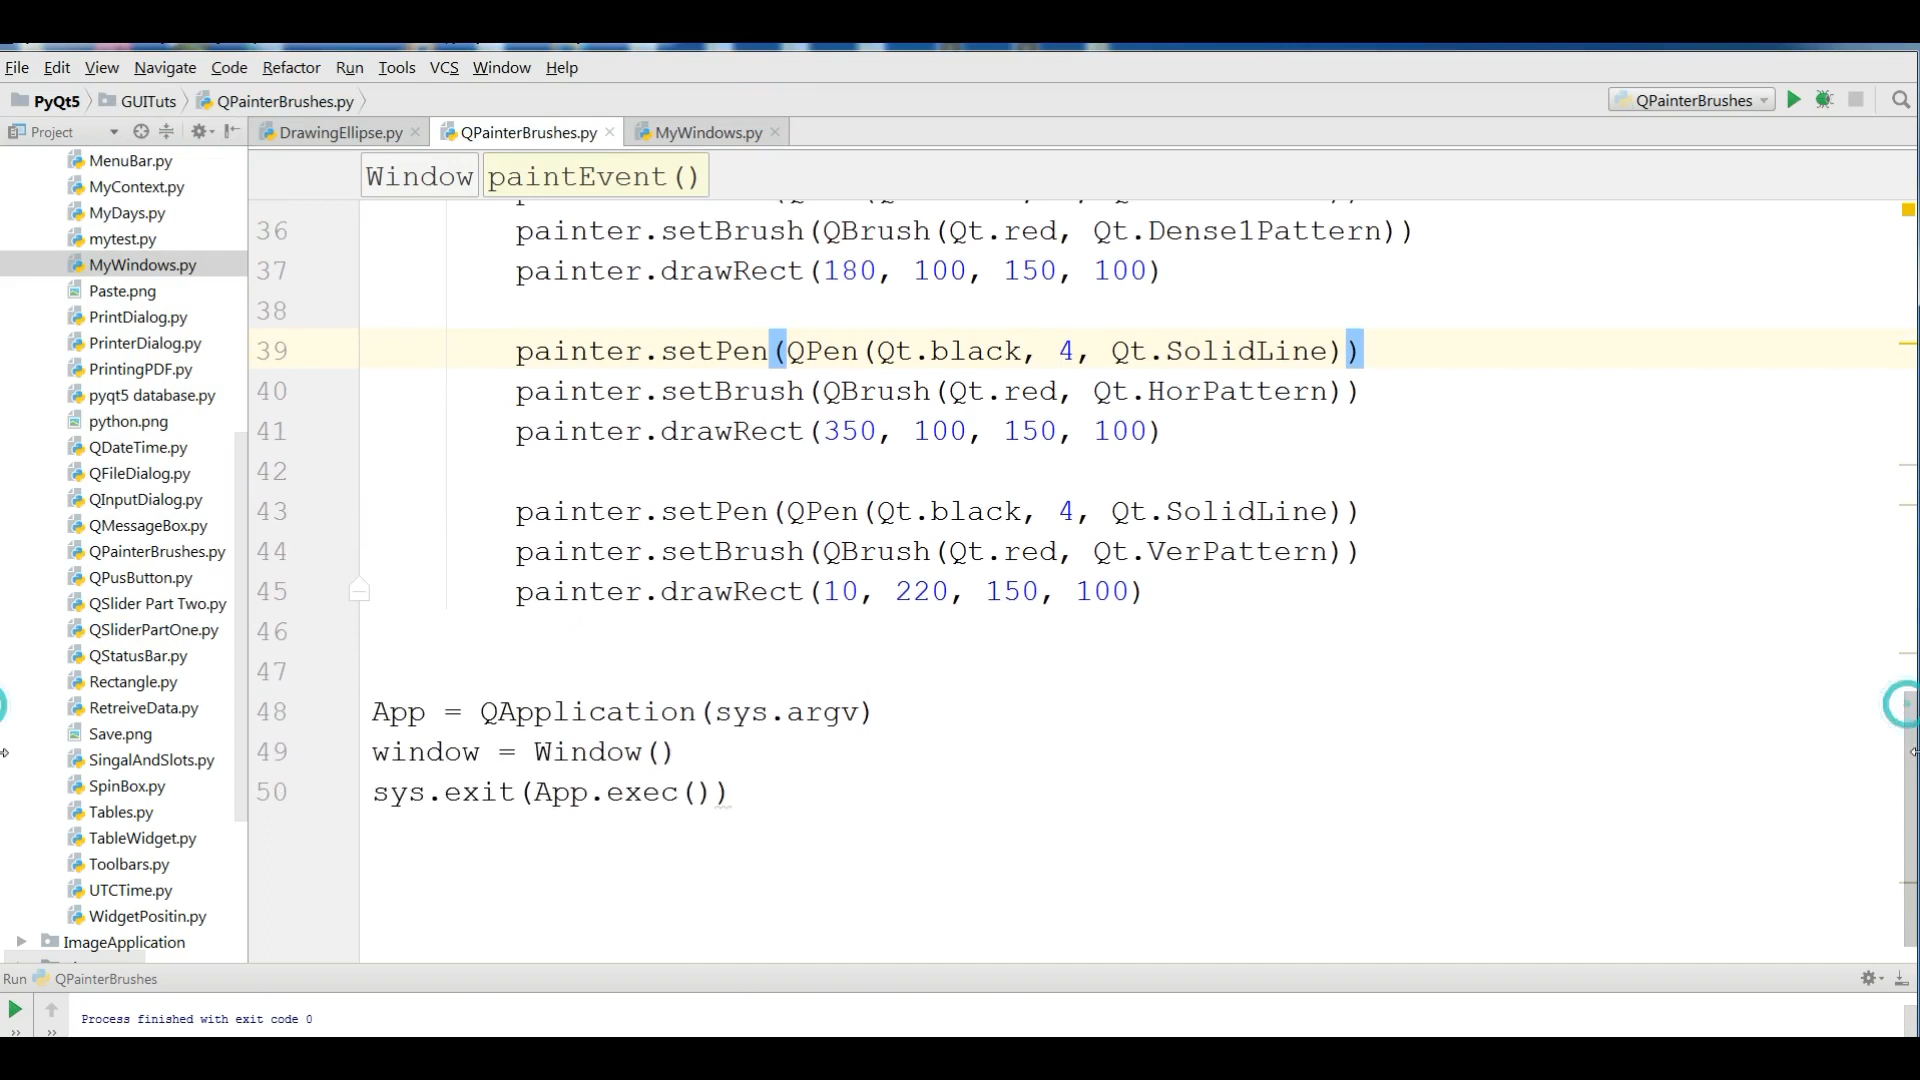 File Edit View Navigate Code Refactor Run Tools VCS Window Help
PyQt5 GUITuts QPainterBrushes.py QPainterBrushes
Project DrawingEllipse.py QPainterBrushes.py MyWindows.py
Window paintEvent()
MenuBar.py
MyContext.py
MyDays.py
mytest.py
MyWindows.py
Paste.png
PrintDialog.py
PrinterDialog.py
PrintingPDF.py
pyqt5 database.py
python.png
QDateTime.py
QFileDialog.py
QInputDialog.py
QMessageBox.py
QPainterBrushes.py
QPusButton.py
QSlider Part Two.py
QSliderPartOne.py
QStatusBar.py
Rectangle.py
RetreiveData.py
Save.png
SingalAndSlots.py
SpinBox.py
Tables.py
TableWidget.py
Toolbars.py
UTCTime.py
WidgetPositin.py
ImageApplication
36 painter.setBrush(QBrush(Qt.red, Qt.Dense1Pattern))
37 painter.drawRect(180, 100, 150, 100)
38
39 painter.setPen(QPen(Qt.black, 4, Qt.SolidLine))
40 painter.setBrush(QBrush(Qt.red, Qt.HorPattern))
41 painter.drawRect(350, 100, 150, 100)
42
43 painter.setPen(QPen(Qt.black, 4, Qt.SolidLine))
44 painter.setBrush(QBrush(Qt.red, Qt.VerPattern))
45 painter.drawRect(10, 220, 150, 100)
46
47
48 App = QApplication(sys.argv)
49 window = Window()
50 sys.exit(App.exec())
Run QPainterBrushes
Process finished with exit code 0